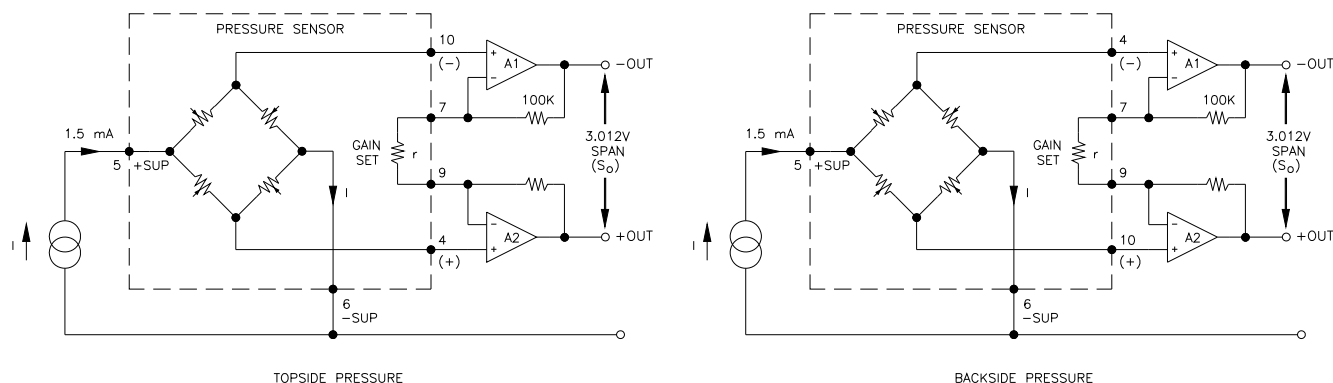 PRESSURE SENSOR
10
(-)
+
A1
-
-OUT
7
100K
1.5 mA
5
+SUP
GAIN
SET
r
3.012V
SPAN
(So)
9
I
I
-
A2
+
+OUT
4
(+)
6
-SUP
TOPSIDE PRESSURE
PRESSURE SENSOR
4
(-)
+
A1
-
-OUT
7
100K
1.5 mA
5
+SUP
GAIN
SET
r
3.012V
SPAN
(So)
9
I
I
-
A2
+
+OUT
10
(+)
6
-SUP
BACKSIDE PRESSURE